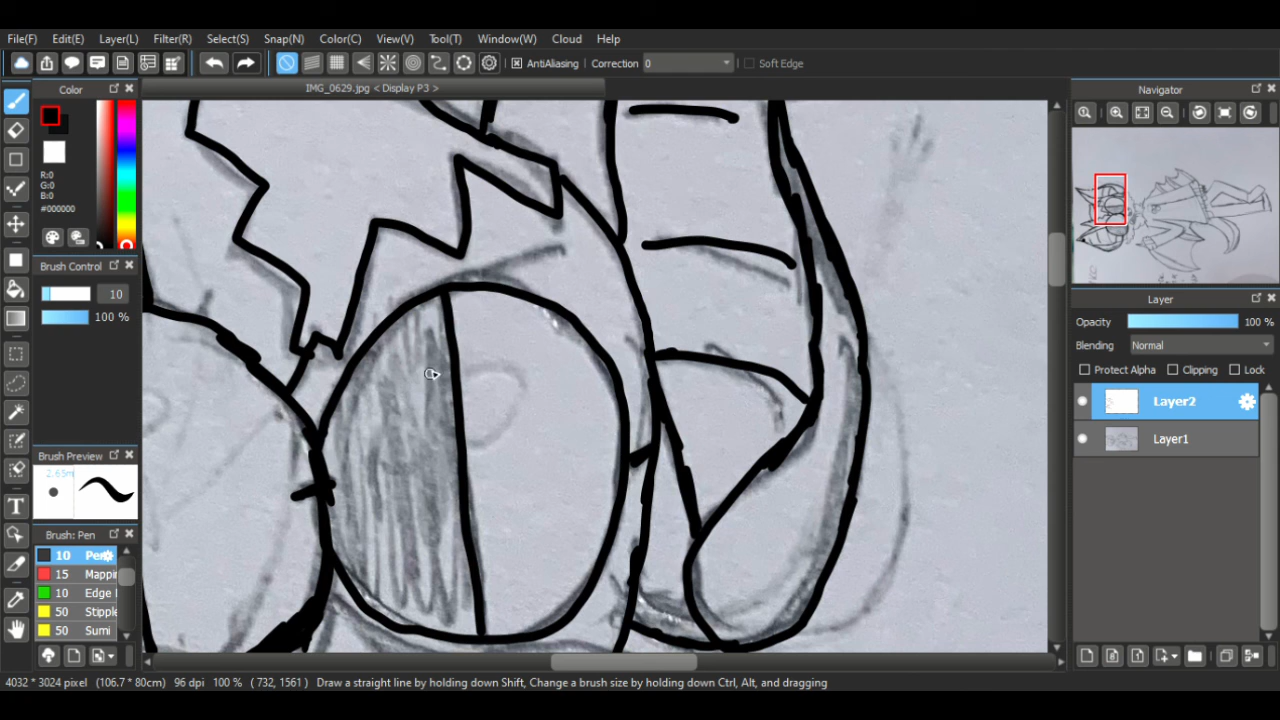 File(F) Edit(E) Layer(L) Filter(R) Select(S) Snap(N) Color(C) View(V) Tool(T) Window(W) Cloud Help
AntiAliasing Correction 0 Soft Edge
Color
IMG_0629.jpg < Display P3 >
Navigator
R:0
G:0
B:0
#000000
Brush Control
10
100 %
Layer
Opacity 100 %
Blending Normal
Protect Alpha Clipping Lock
Layer2
Layer1
Brush Preview
Brush: Pen
10 Pen
15 Mappin
10 Edge
50 Stipple
50 Sumi
4032 * 3024 pixel (106.7 * 80cm) 96 dpi 100 % ( 732, 1561 ) Draw a straight line by holding down Shift, Change a brush size by holding down Ctrl, Alt, and dragging